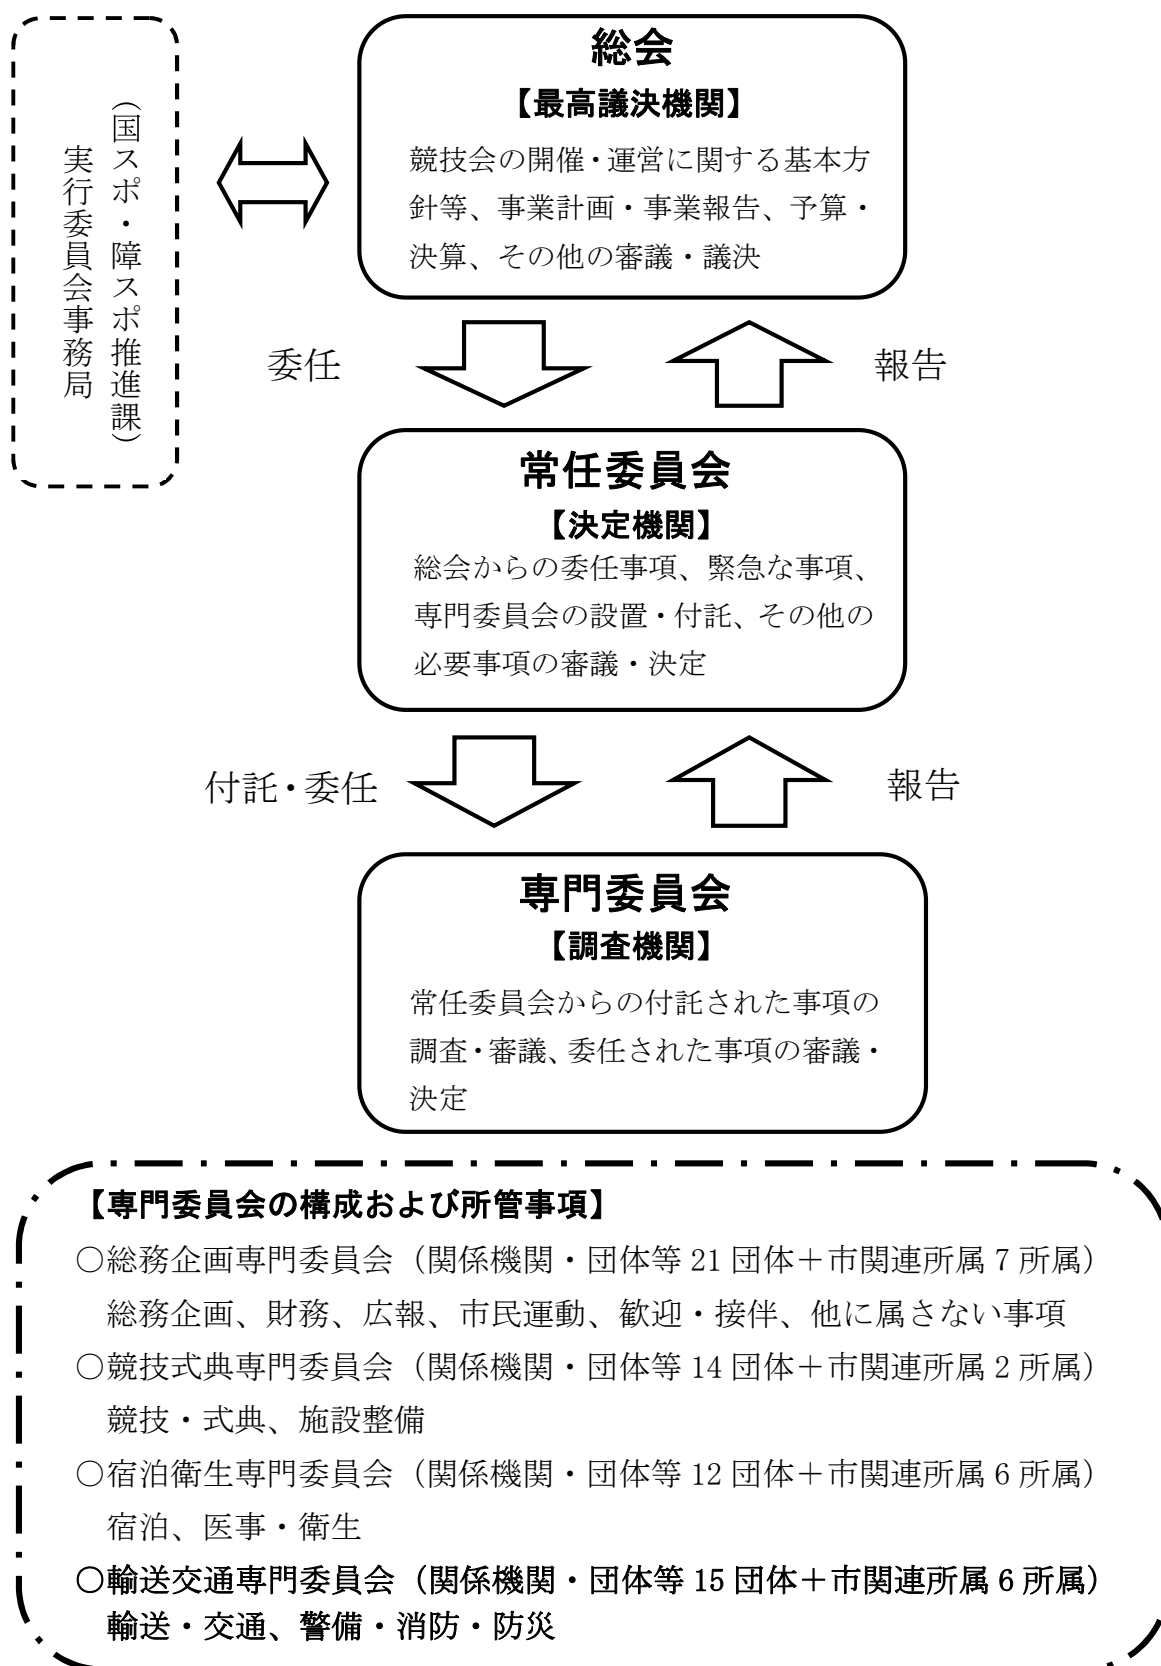 総会
【最高議決機関】
競技会の開催・運営に関する基本方
針等、事業計画・事業報告、予算・
決算、その他の審議・議決
(国スポ・障スポ推進課)
実行委員会事務局
委任
報告
常任委員会
【決定機関】
総会からの委任事項、緊急な事項、
専門委員会の設置・付託、その他の
必要事項の審議・決定
付託・委任
報告
専門委員会
【調査機関】
常任委員会からの付託された事項の
調査・審議、委任された事項の審議・
決定
【専門委員会の構成および所管事項】
○総務企画専門委員会（関係機関・団体等 21 団体＋市関連所属 7 所属）
総務企画、財務、広報、市民運動、歓迎・接伴、他に属さない事項
○競技式典専門委員会（関係機関・団体等 14 団体＋市関連所属 2 所属）
競技・式典、施設整備
○宿泊衛生専門委員会（関係機関・団体等 12 団体＋市関連所属 6 所属）
宿泊、医事・衛生
○輸送交通専門委員会（関係機関・団体等 15 団体＋市関連所属 6 所属）
輸送・交通、警備・消防・防災